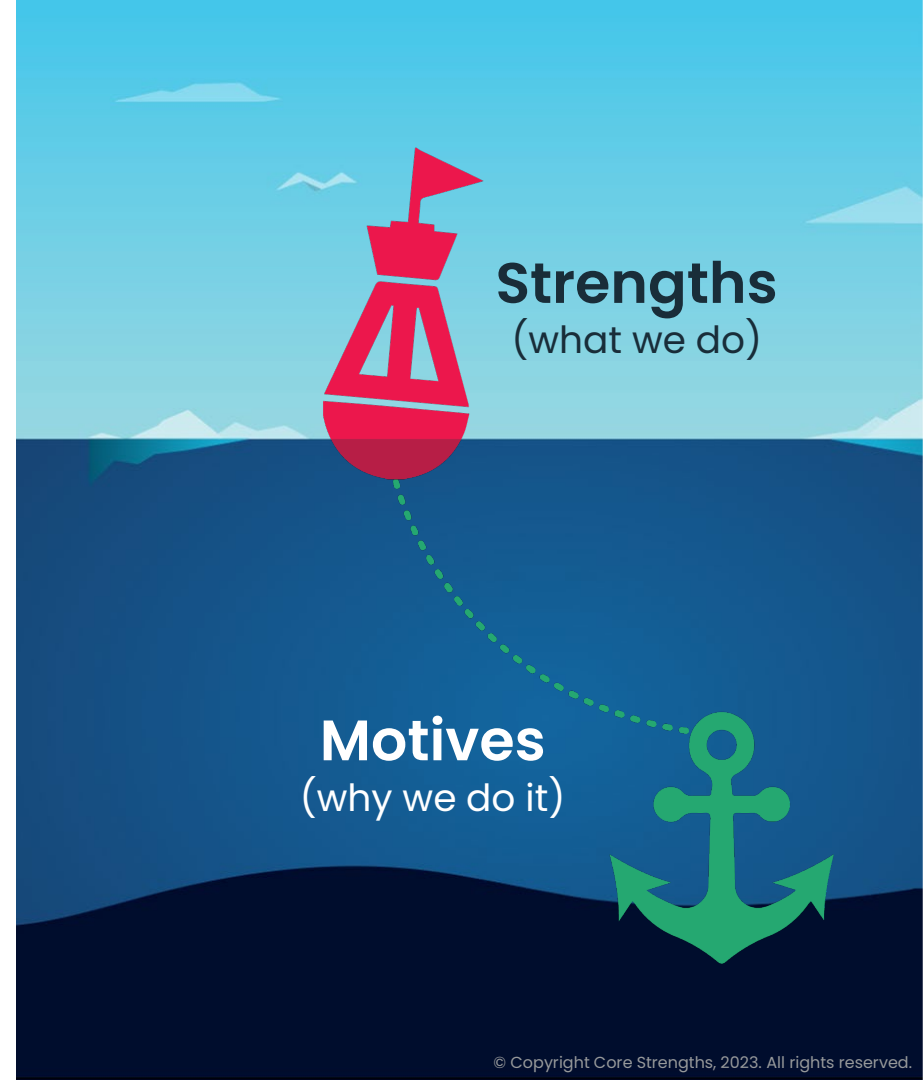 Strengths
(what we do)
Motives
(why we do it)
© Copyright Core Strengths, 2023. All rights reserved.